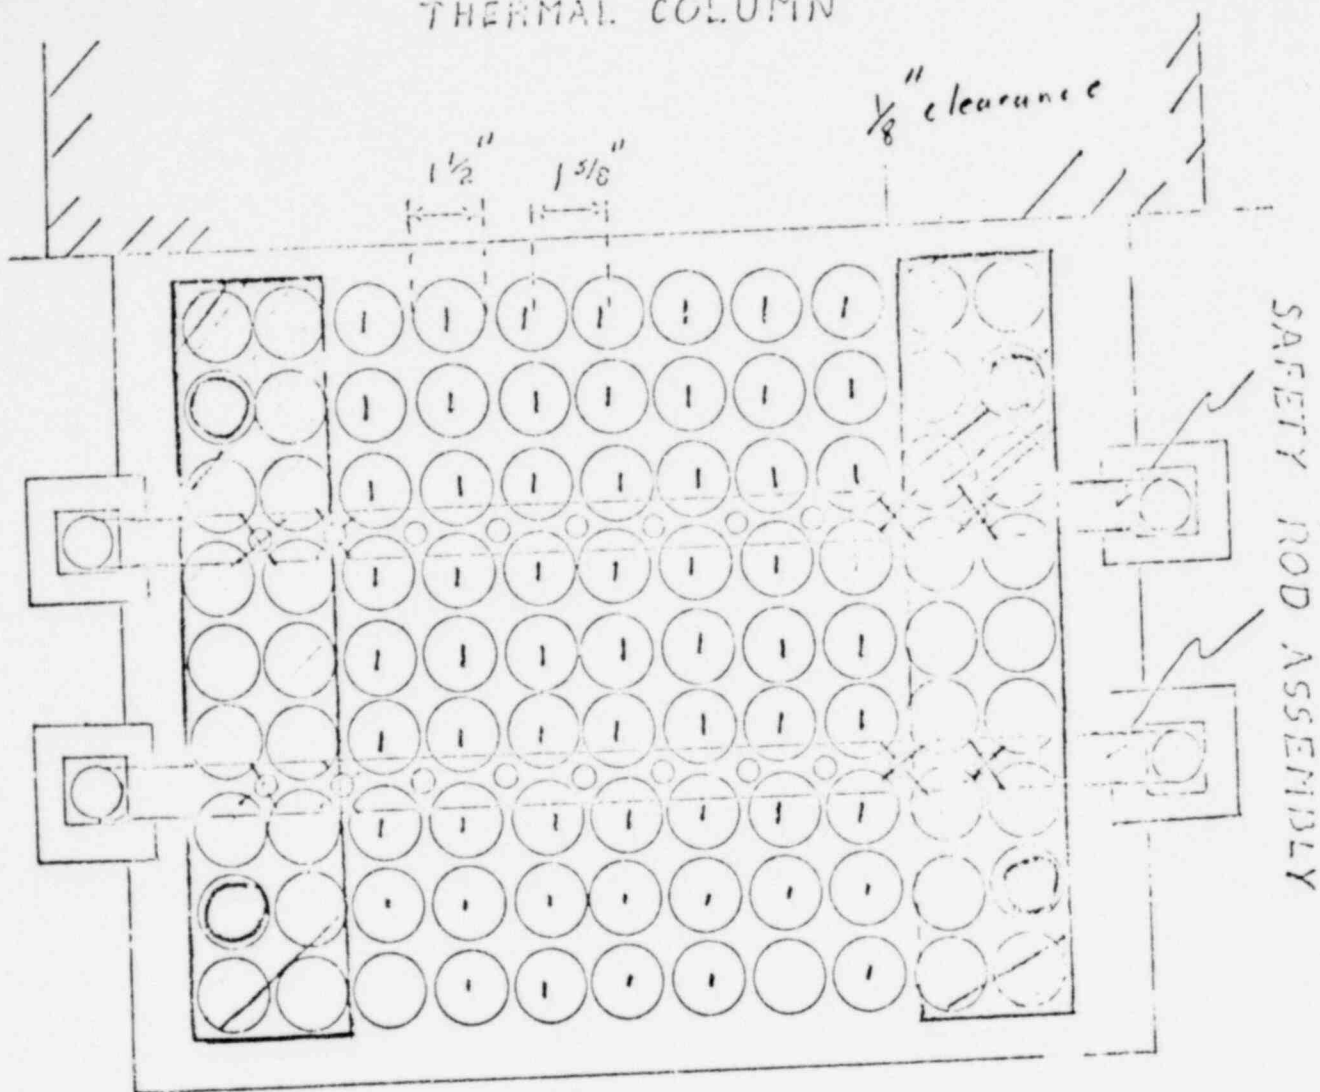 THERMAL COLUMN
1/8" clearance
1 1/2" 1 5/8"
SAFETY ROD ASSEMBLY